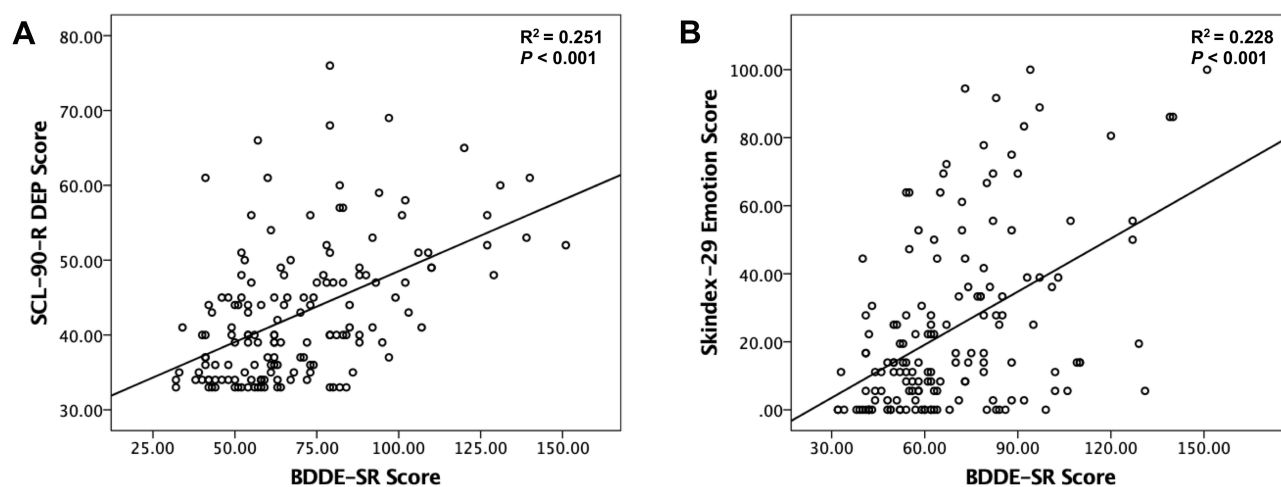 A
R² = 0.251
P < 0.001
SCL-90-R DEP Score
80.00
70.00
60.00
50.00
40.00
30.00
25.00 50.00 75.00 100.00 125.00 150.00
BDDE-SR Score
B
R² = 0.228
P < 0.001
Skindex-29 Emotion Score
100.00
80.00
60.00
40.00
20.00
.00
30.00 60.00 90.00 120.00 150.00
BDDE-SR Score